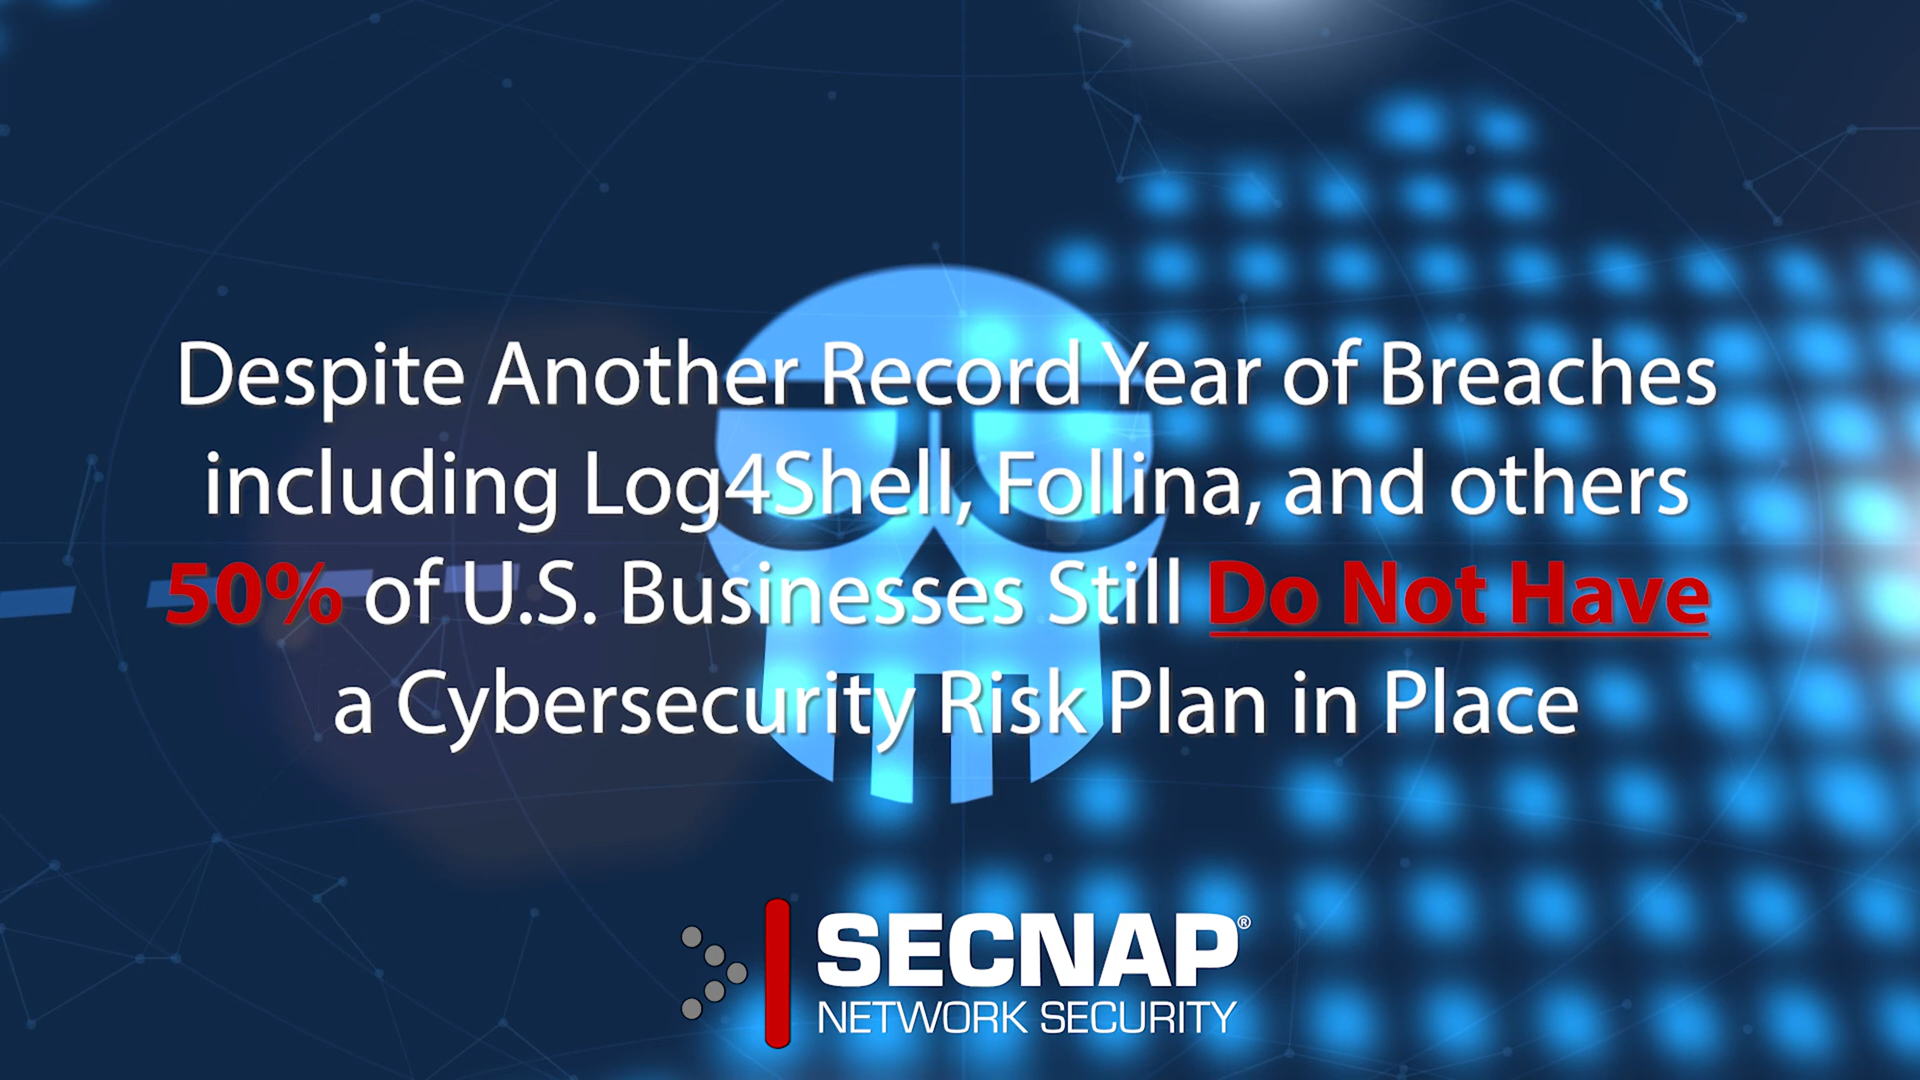 Despite Another Record Year of Breaches
including Log4Shell, Follina, and others
50% of U.S. Businesses Still Do Not Have
a Cybersecurity Risk Plan in Place
SECNAP®
NETWORK SECURITY